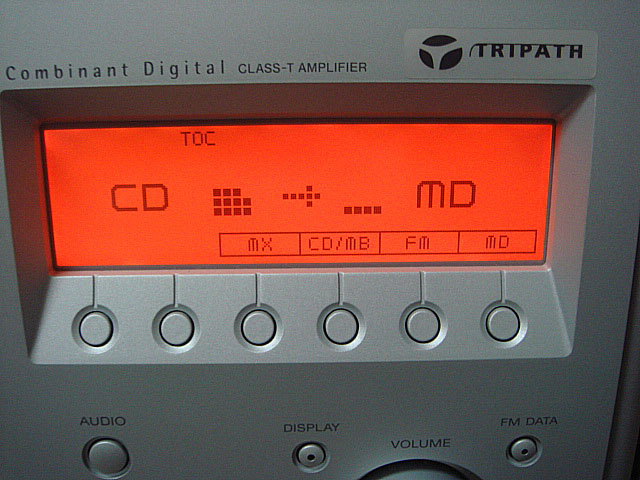 Combinant Digital CLASS-T AMPLIFIER
TRIPATH
TOC
CD MD
MX CD/MB FM MD
AUDIO
DISPLAY
VOLUME
FM DATA